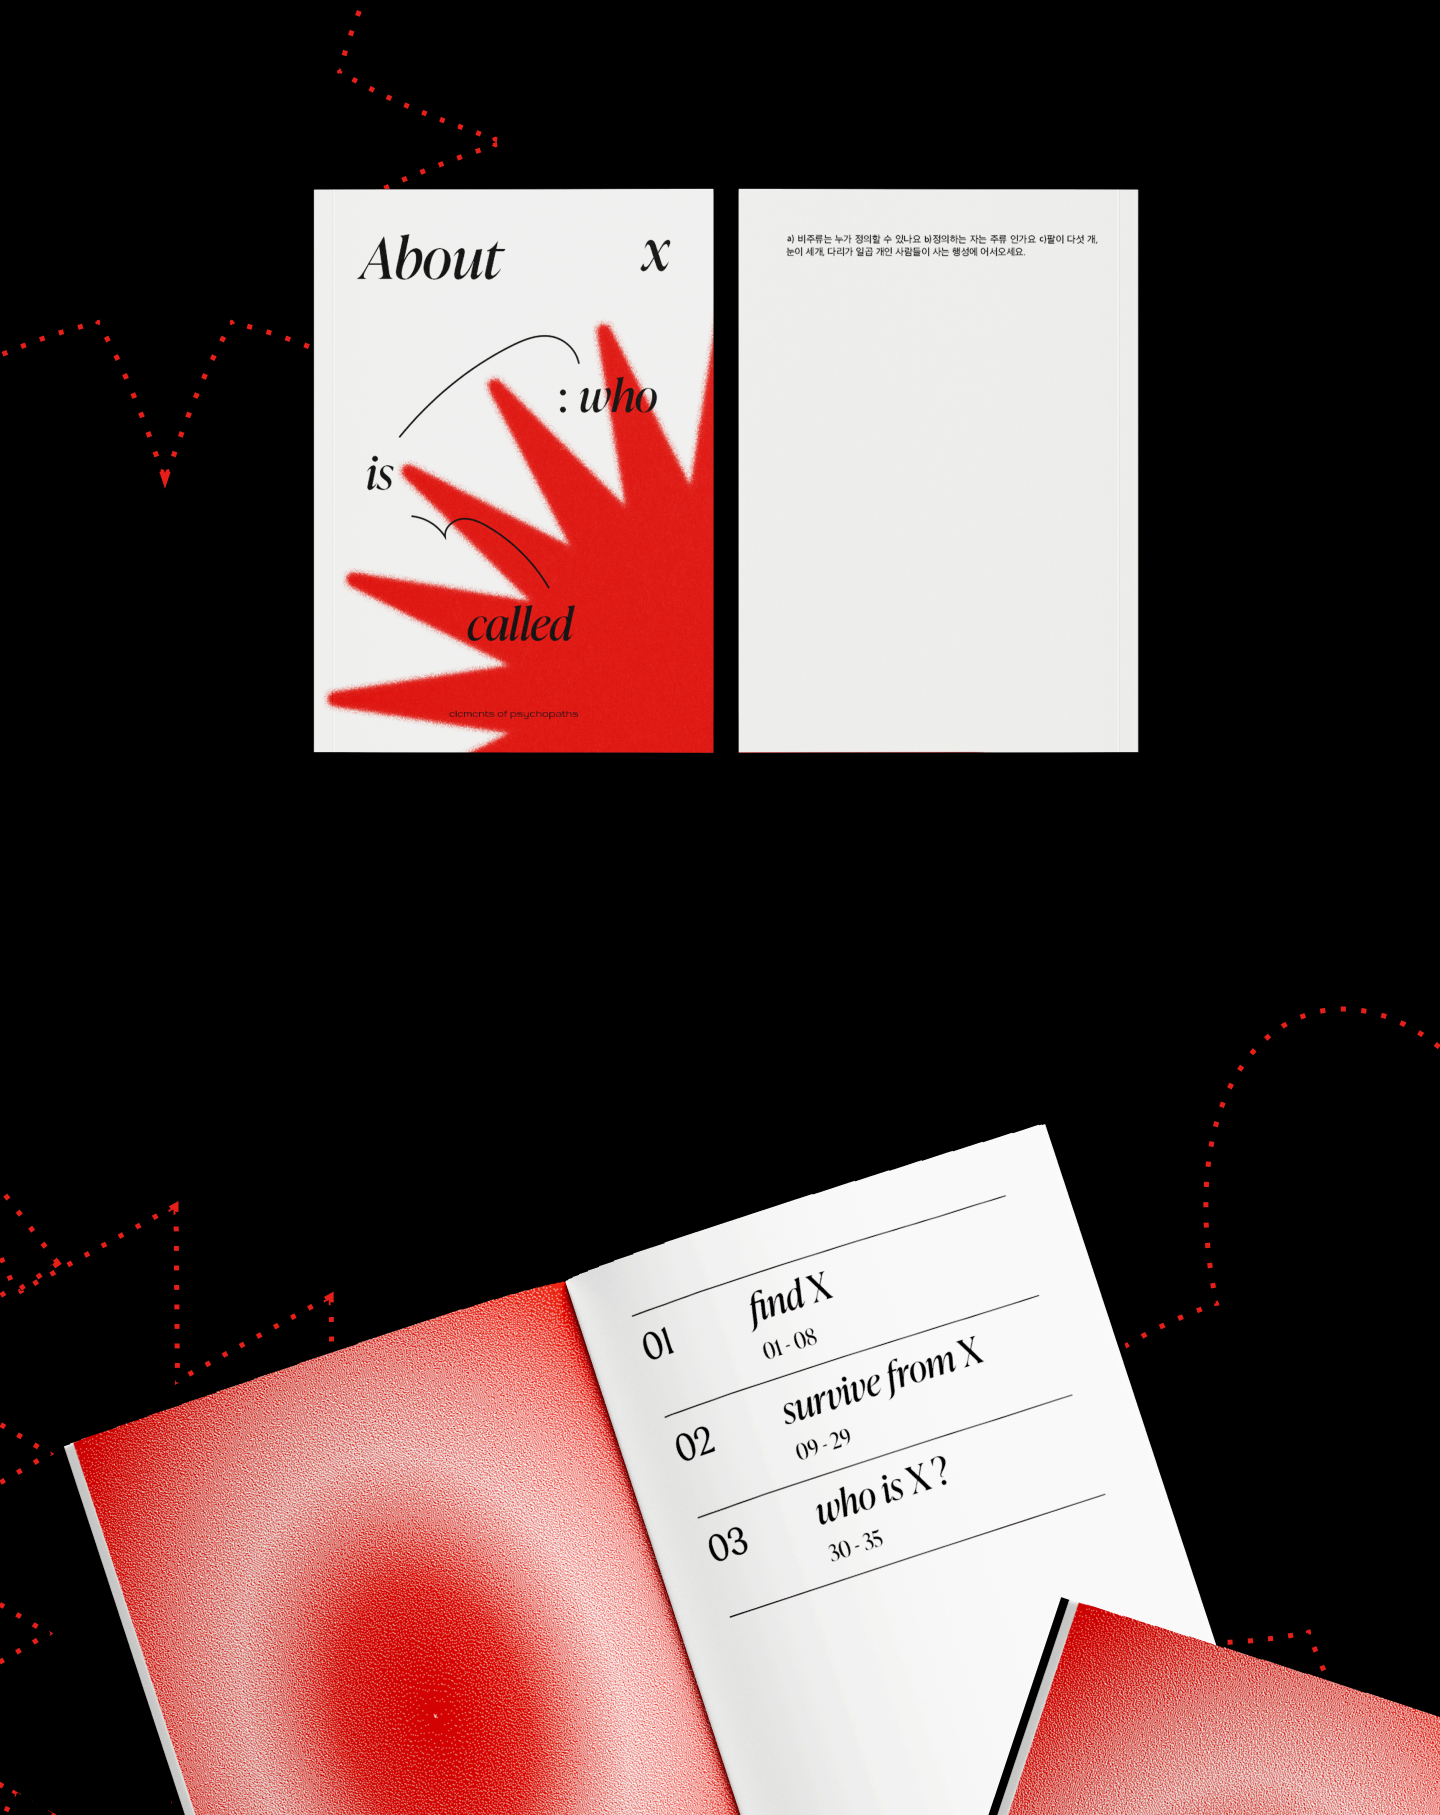 About x
: who
is
called
elements of psychopaths
a) 비주류는 누가 정의할 수 있나요 b)정의하는 자는 주류 인가요 c)팔이 다섯 개,
눈이 세개, 다리가 일곱 개인 사람들이 사는 행성에 어서오세요.
01 find X
01-08
02 survive from X
09-29
03 who is X ?
30-35